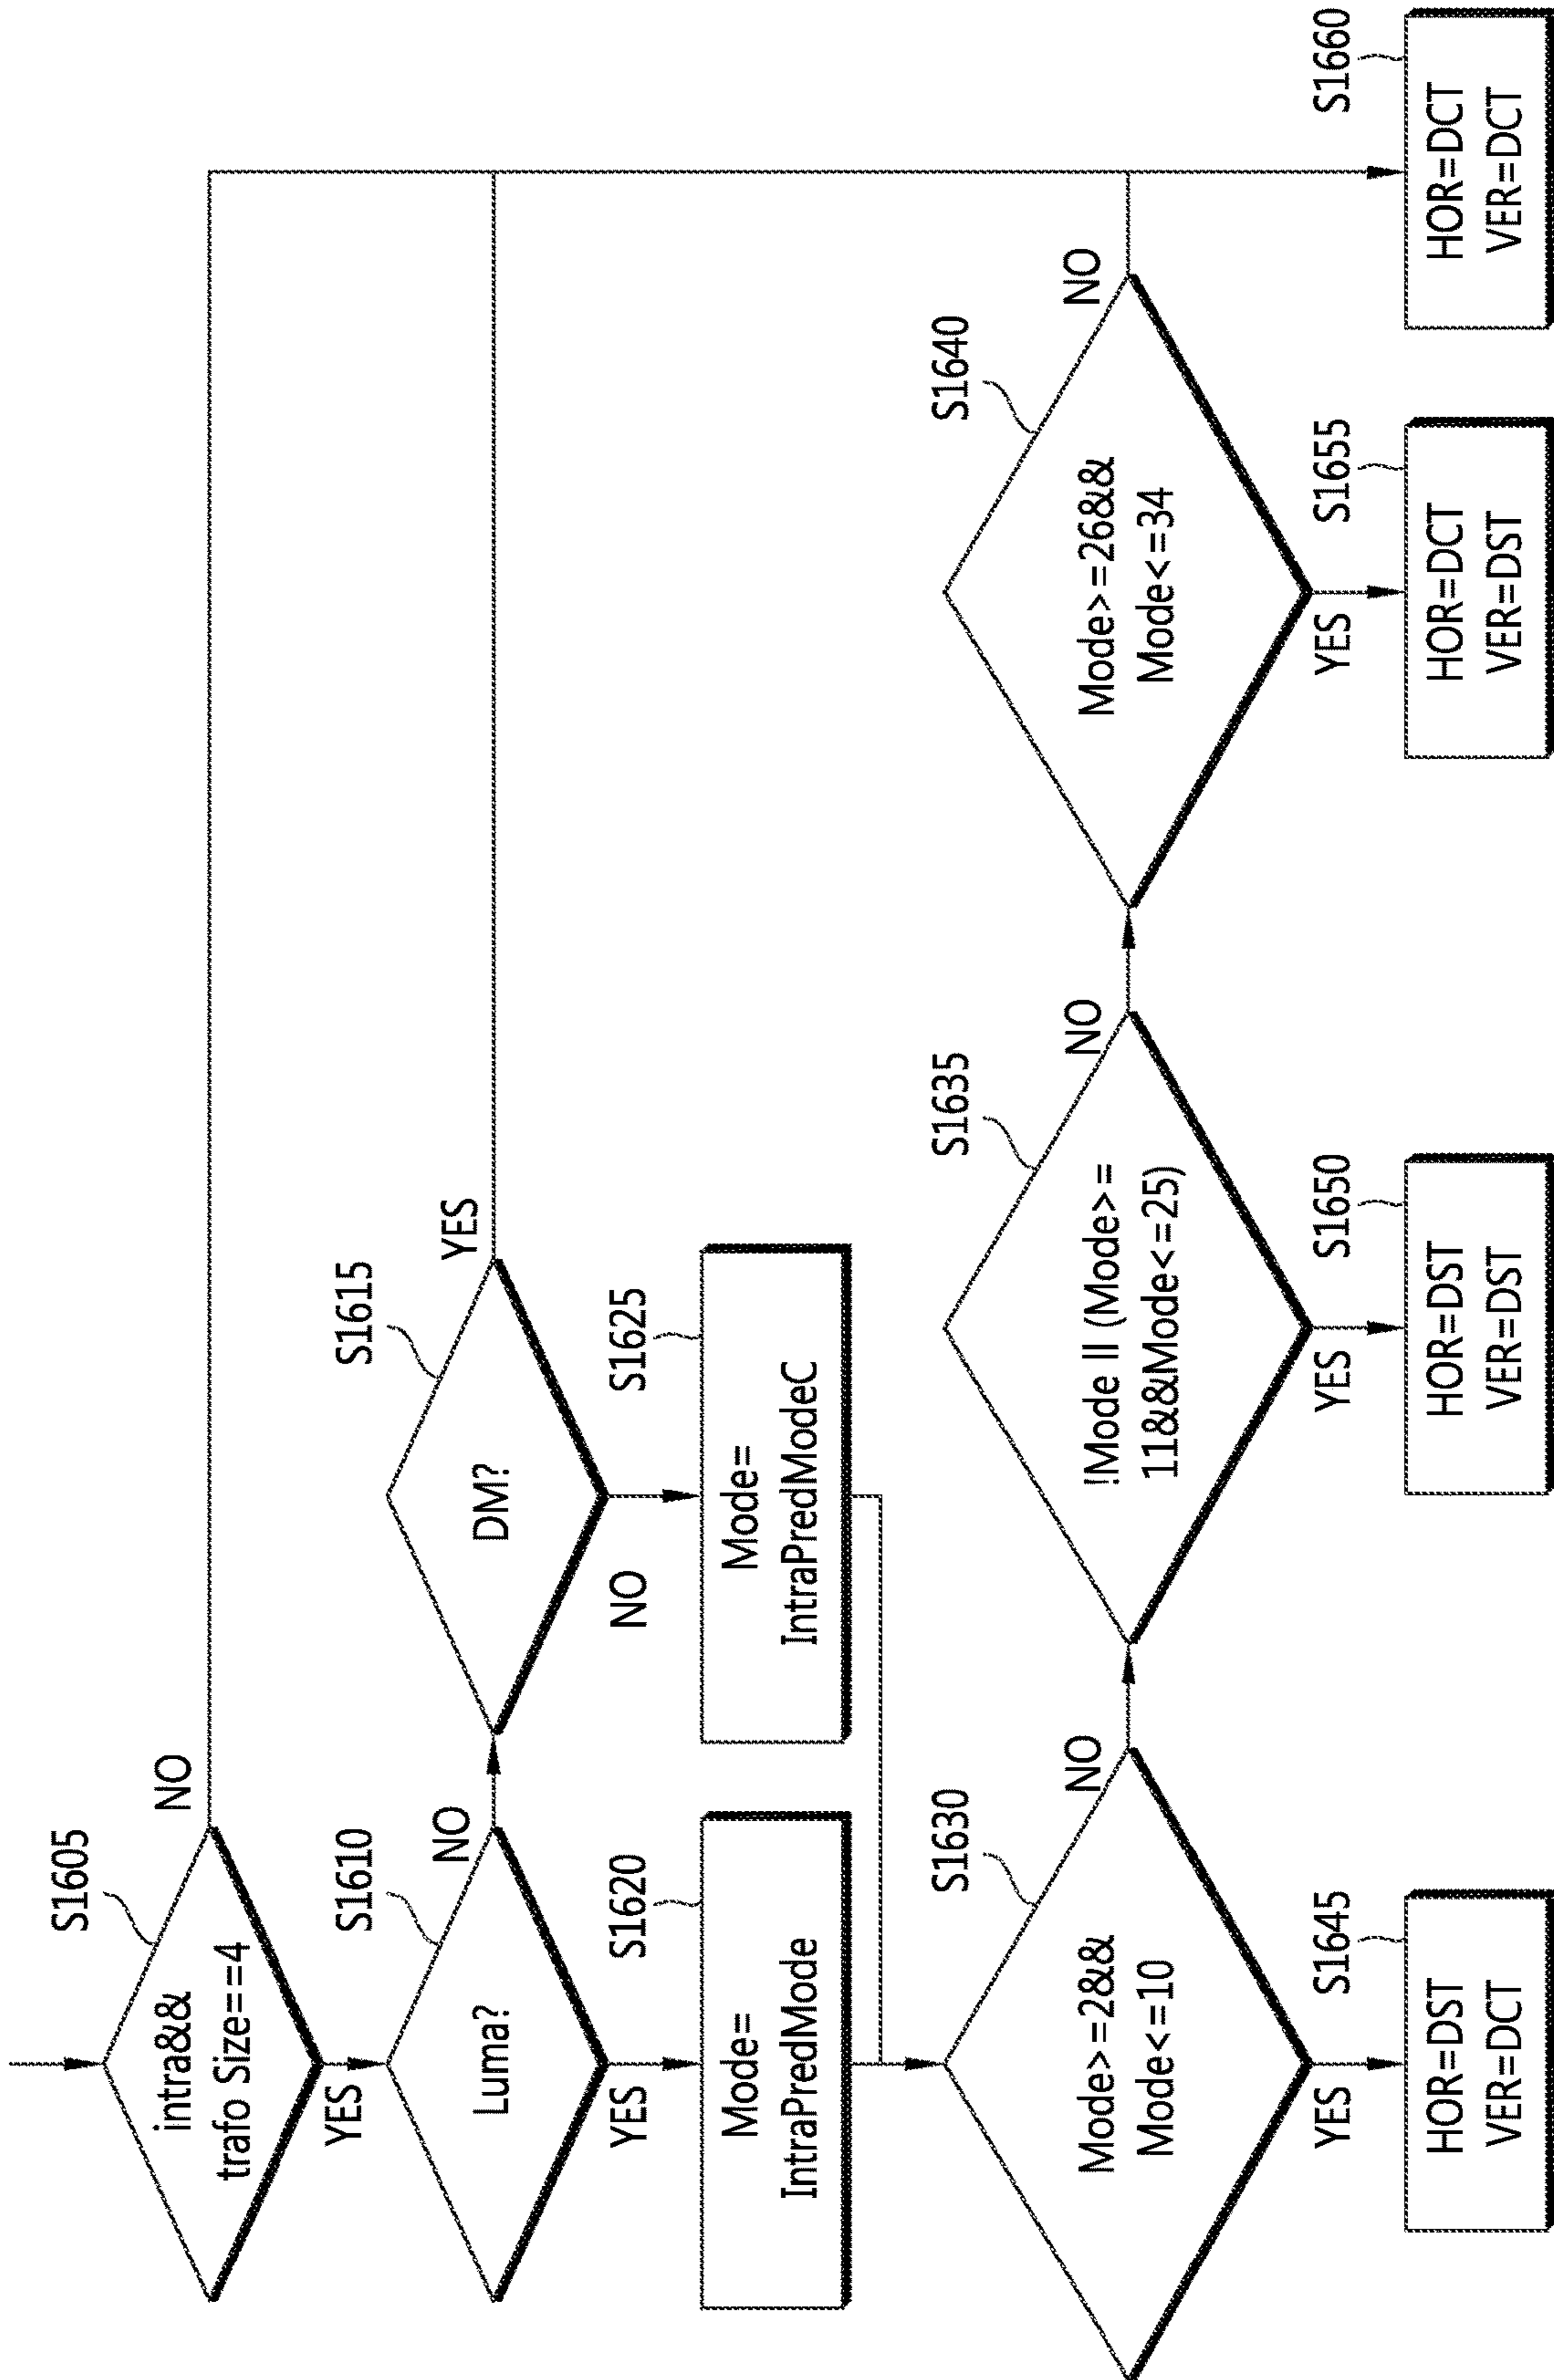 S1605
intra&&
trafo Size==4
NO
YES
S1610
Luma?
NO
YES
S1615
DM?
YES
NO
S1620
Mode=
IntraPredMode
S1625
Mode=
IntraPredModeC
S1630
Mode>=2&&
Mode<=10
NO
YES
S1635
!Mode II (Mode>=
11&&Mode<=25)
NO
YES
S1640
Mode>=26&&
Mode<=34
NO
YES
S1645
HOR=DST
VER=DCT
S1650
HOR=DST
VER=DST
S1655
HOR=DCT
VER=DST
S1660
HOR=DCT
VER=DCT